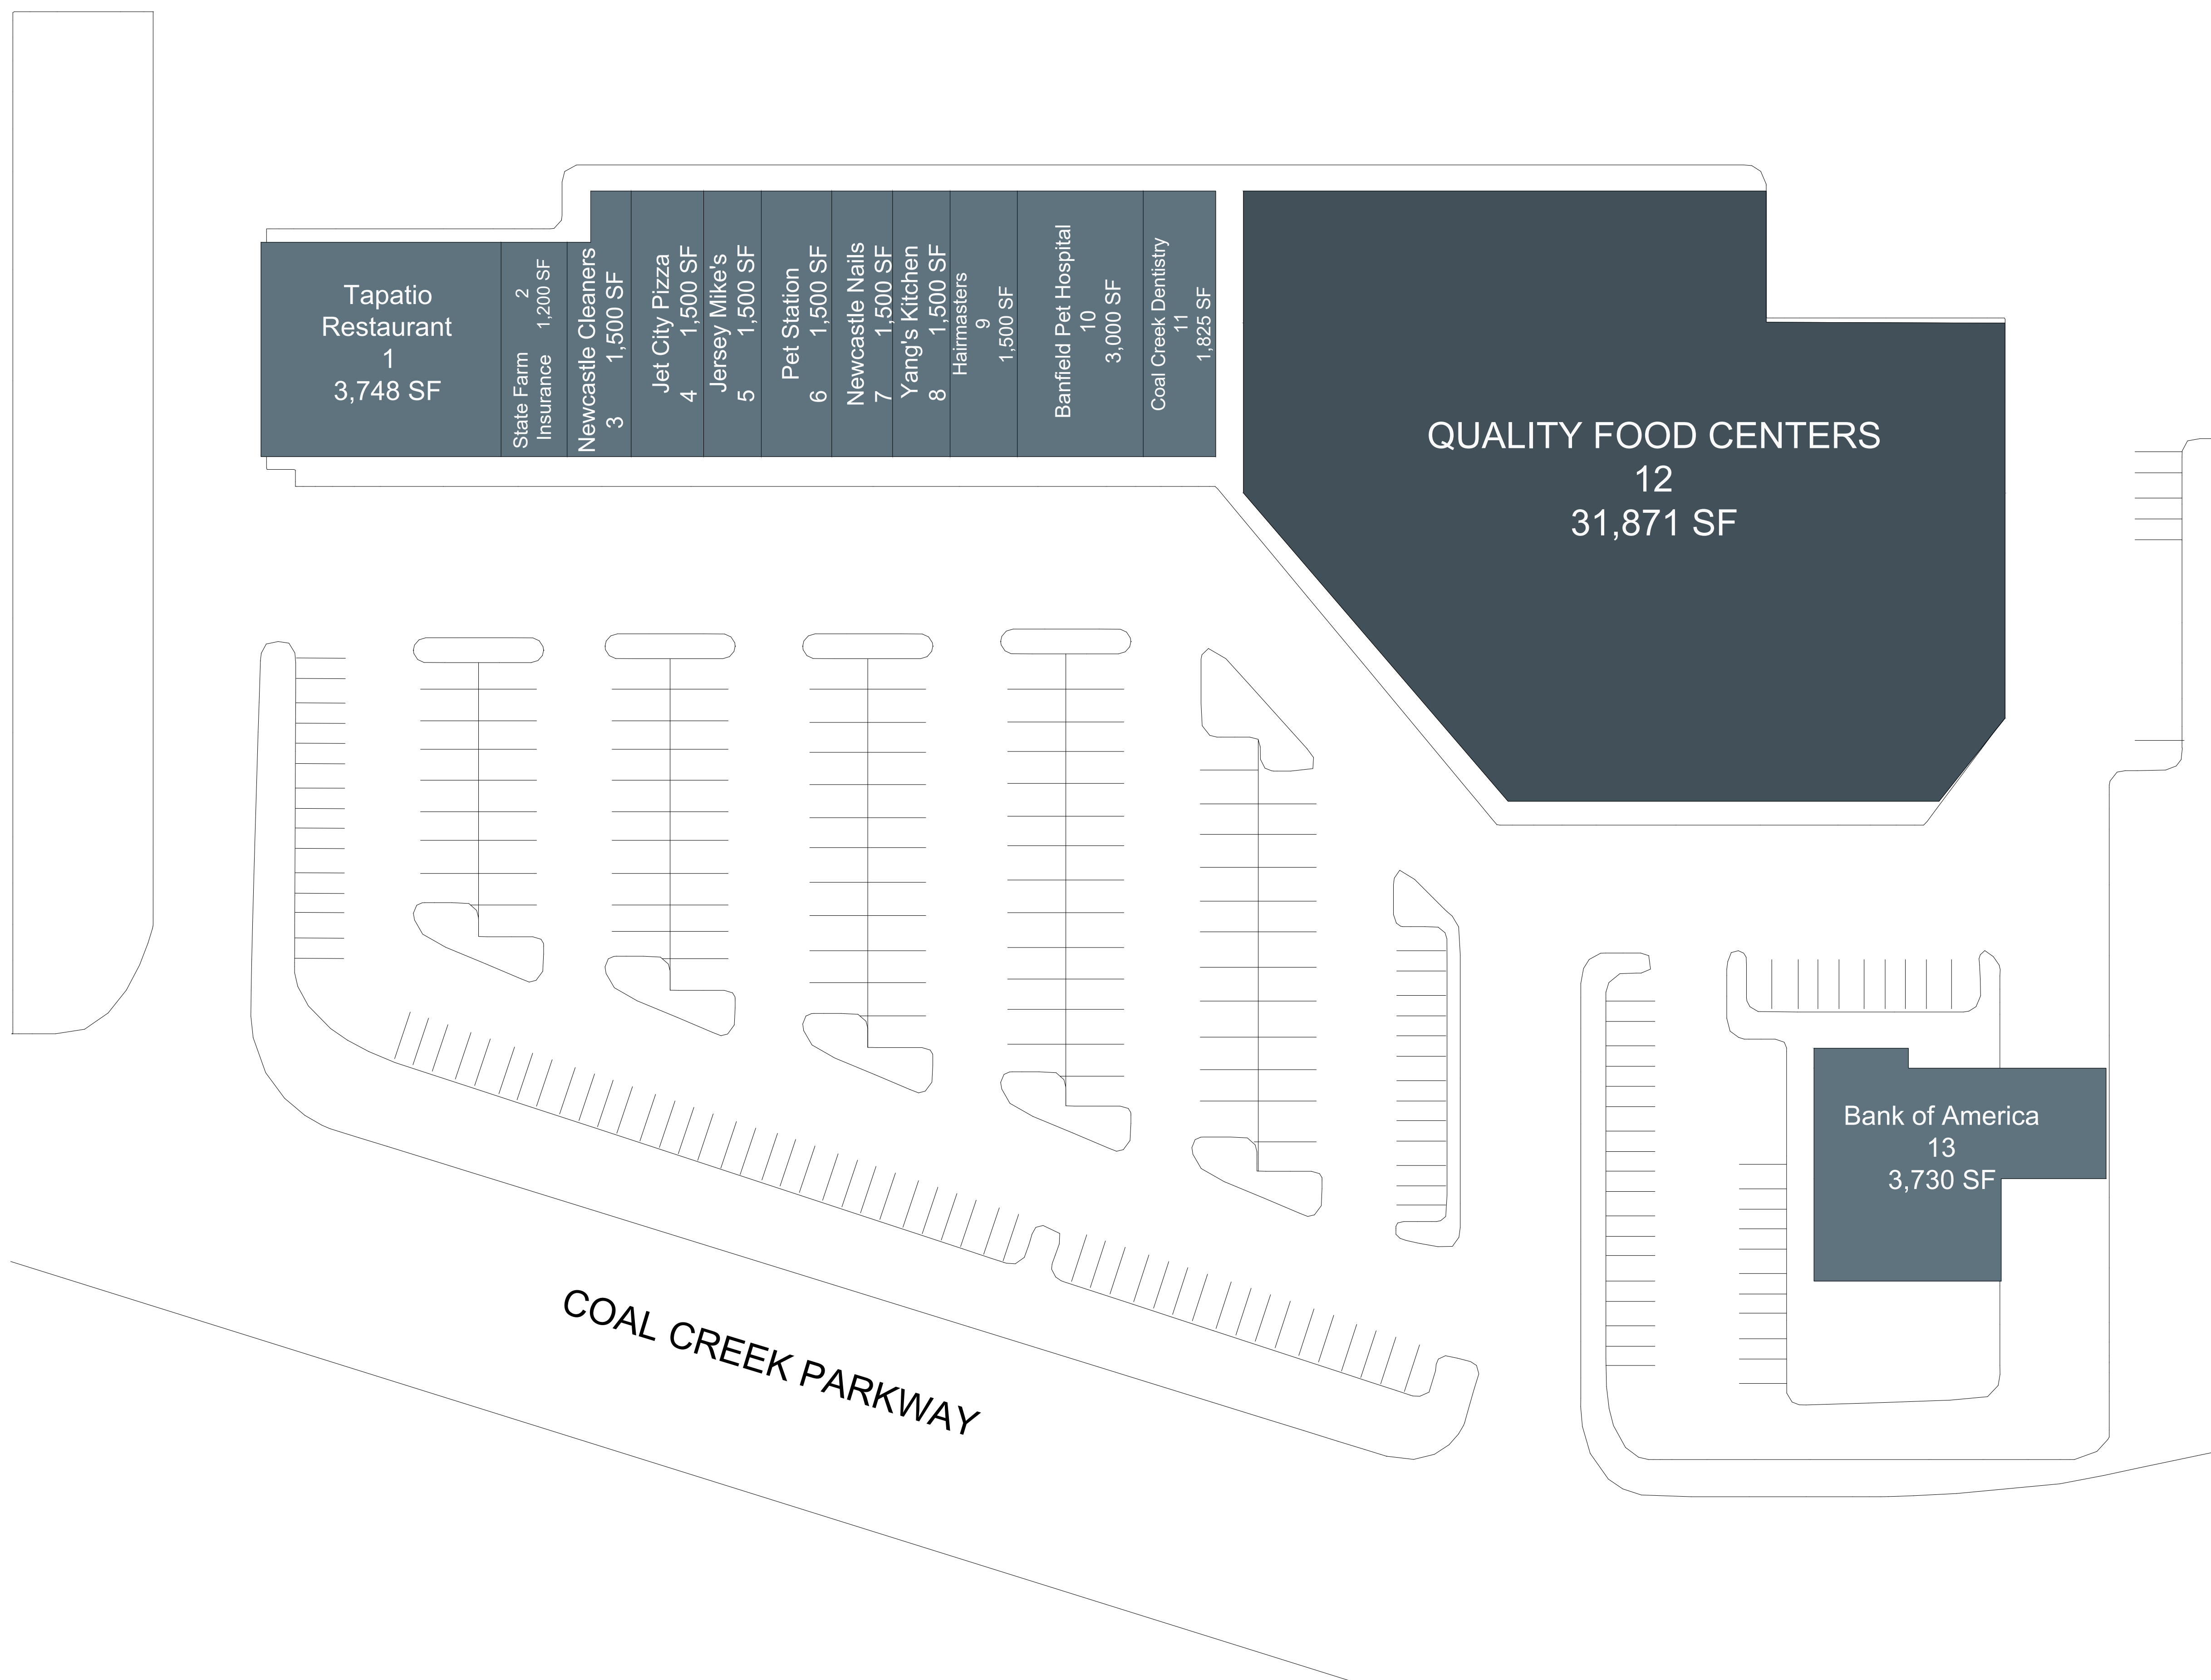 Tapatio
Restaurant
1
3,748 SF
State Farm 2
Insurance 1,200 SF
Newcastle Cleaners
3 1,500 SF
Jet City Pizza
4 1,500 SF
Jersey Mike's
5 1,500 SF
Pet Station
6 1,500 SF
Newcastle Nails
7 1,500 SF
Yang's Kitchen
8 1,500 SF
Hairmasters
9
1,500 SF
Banfield Pet Hospital
10
3,000 SF
Coal Creek Dentistry
11
1,825 SF
QUALITY FOOD CENTERS
12
31,871 SF
Bank of America
13
3,730 SF
COAL CREEK PARKWAY